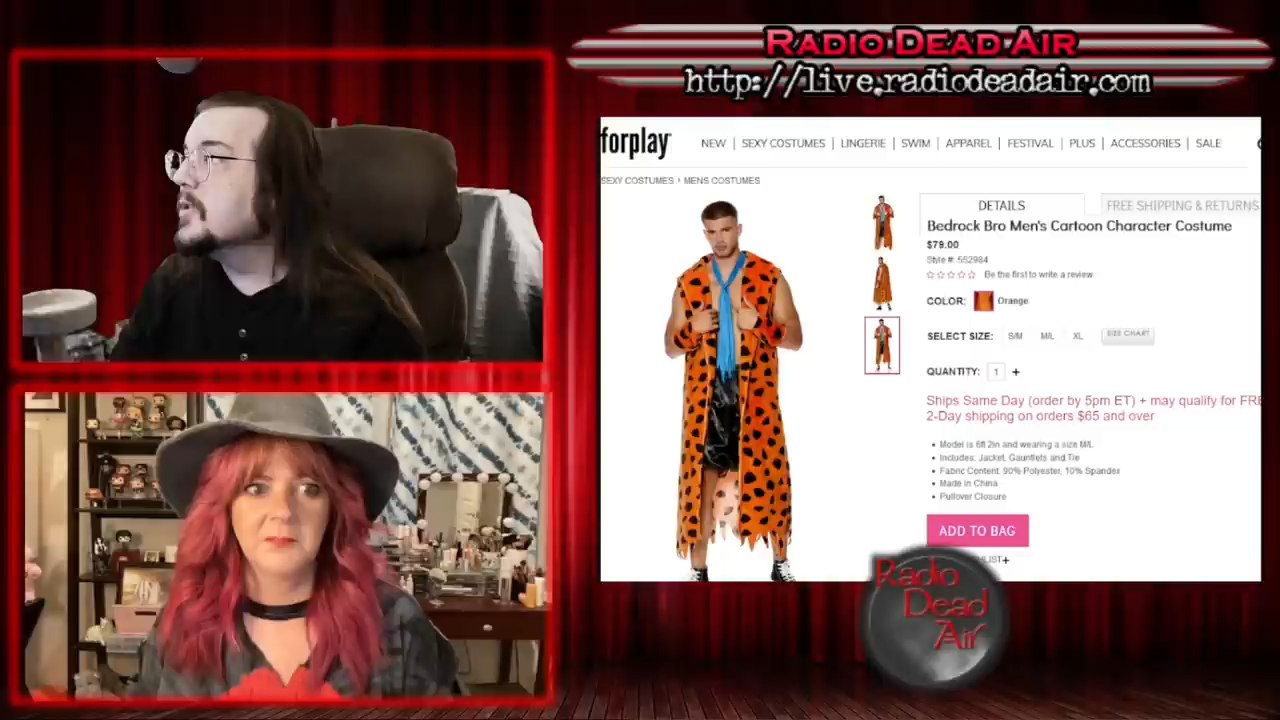 RADIO DEAD AIR
http://live.radiodeadair.com
forplay
NEW | SEXY COSTUMES | LINGERIE | SWIM | APPAREL | FESTIVAL | PLUS | ACCESSORIES | SALE
SEXY COSTUMES › MENS COSTUMES
DETAILS
FREE SHIPPING & RETURNS
Bedrock Bro Men's Cartoon Character Costume
$79.00
Style #: 552984
Be the first to write a review
COLOR: Orange
SELECT SIZE: S/M M/L XL SIZE CHART
QUANTITY: 1 +
Ships Same Day (order by 5pm ET) + may qualify for FRE
2-Day shipping on orders $65 and over
• Model is 6ft 2in and wearing a size M/L
• Includes: Jacket, Gauntlets and Tie
• Fabric Content: 90% Polyester, 10% Spandex
• Made in China
• Pullover Closure
ADD TO BAG
HLIST+
Radio
Dead
Air